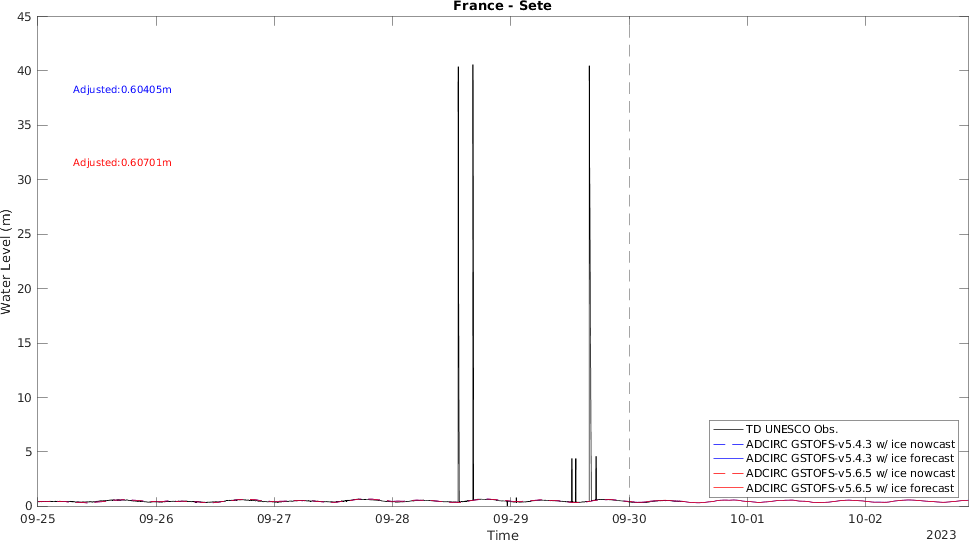 France - Sete
45
40
35
30
25
20
15
10
5
0
Water Level (m)
Adjusted:0.60405m
Adjusted:0.60701m
TD UNESCO Obs.
ADCIRC GSTOFS-v5.4.3 w/ ice nowcast
ADCIRC GSTOFS-v5.4.3 w/ ice forecast
ADCIRC GSTOFS-v5.6.5 w/ ice nowcast
ADCIRC GSTOFS-v5.6.5 w/ ice forecast
09-25 09-26 09-27 09-28 09-29 09-30 10-01 10-02
Time
2023